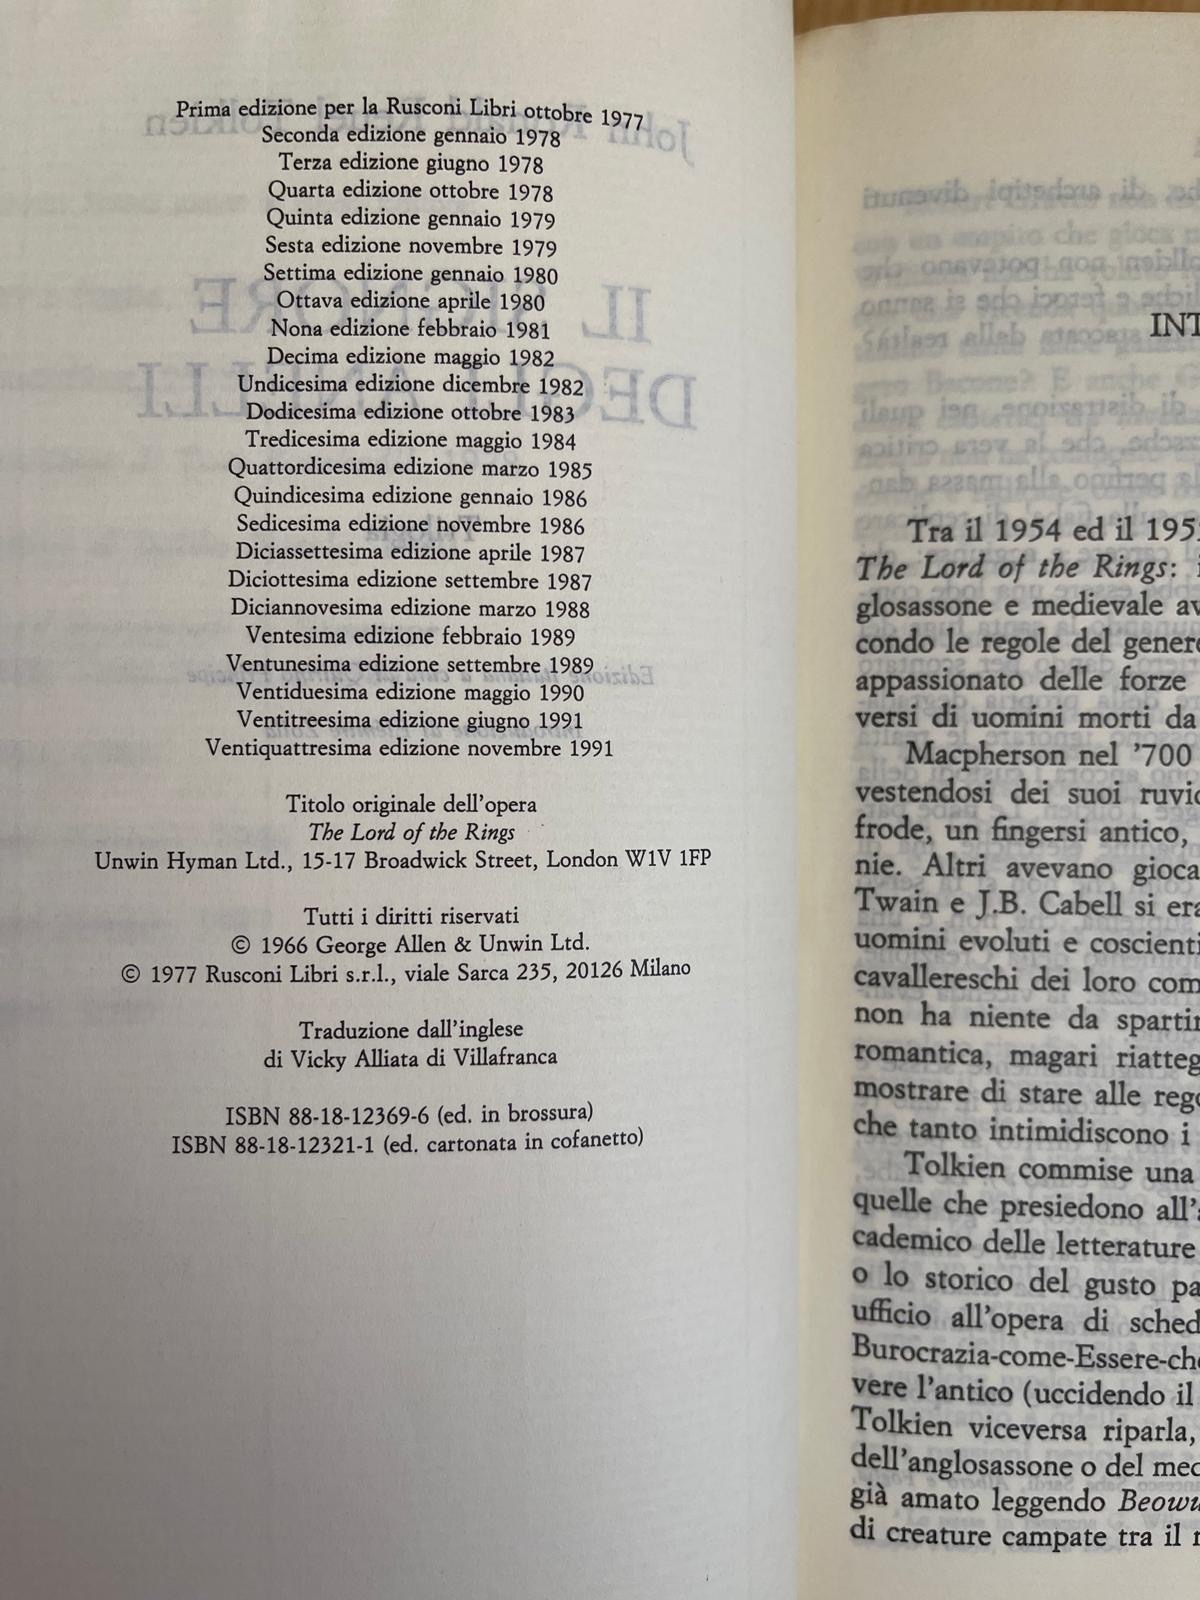 Prima edizione per la Rusconi Libri ottobre 1977
Seconda edizione gennaio 1978
Terza edizione giugno 1978
Quarta edizione ottobre 1978
Quinta edizione gennaio 1979
Sesta edizione novembre 1979
Settima edizione gennaio 1980
Ottava edizione aprile 1980
Nona edizione febbraio 1981
Decima edizione maggio 1982
Undicesima edizione dicembre 1982
Dodicesima edizione ottobre 1983
Tredicesima edizione maggio 1984
Quattordicesima edizione marzo 1985
Quindicesima edizione gennaio 1986
Sedicesima edizione novembre 1986
Diciassettesima edizione aprile 1987
Diciottesima edizione settembre 1987
Diciannovesima edizione marzo 1988
Ventesima edizione febbraio 1989
Ventunesima edizione settembre 1989
Ventiduesima edizione maggio 1990
Ventitreesima edizione giugno 1991
Ventiquattresima edizione novembre 1991
Titolo originale dell'opera
The Lord of the Rings
Unwin Hyman Ltd., 15-17 Broadwick Street, London W1V 1FP
Tutti i diritti riservati
© 1966 George Allen & Unwin Ltd.
© 1977 Rusconi Libri s.r.l., viale Sarca 235, 20126 Milano
Traduzione dall'inglese
di Vicky Alliata di Villafranca
ISBN 88-18-12369-6 (ed. in brossura)
ISBN 88-18-12321-1 (ed. cartonata in cofanetto)
INT
Tra il 1954 ed il 195
The Lord of the Rings:
glosassone e medievale av
condo le regole del genere
appassionato delle forze
versi di uomini morti da
Macpherson nel '700
vestendosi dei suoi ruvid
frode, un fingersi antico,
nie. Altri avevano gioca
Twain e J.B. Cabell si era
uomini evoluti e coscienti
cavallereschi dei loro com
non ha niente da spartir
romantica, magari riatteg
mostrare di stare alle rego
che tanto intimidiscono i
Tolkien commise una
quelle che presiedono all'a
cademico delle letterature
o lo storico del gusto pa
ufficio all'opera di sched
Burocrazia-come-Essere-che
vere l'antico (uccidendo il
Tolkien viceversa riparla,
dell'anglosassone o del med
già amato leggendo Beowu
di creature campate tra il